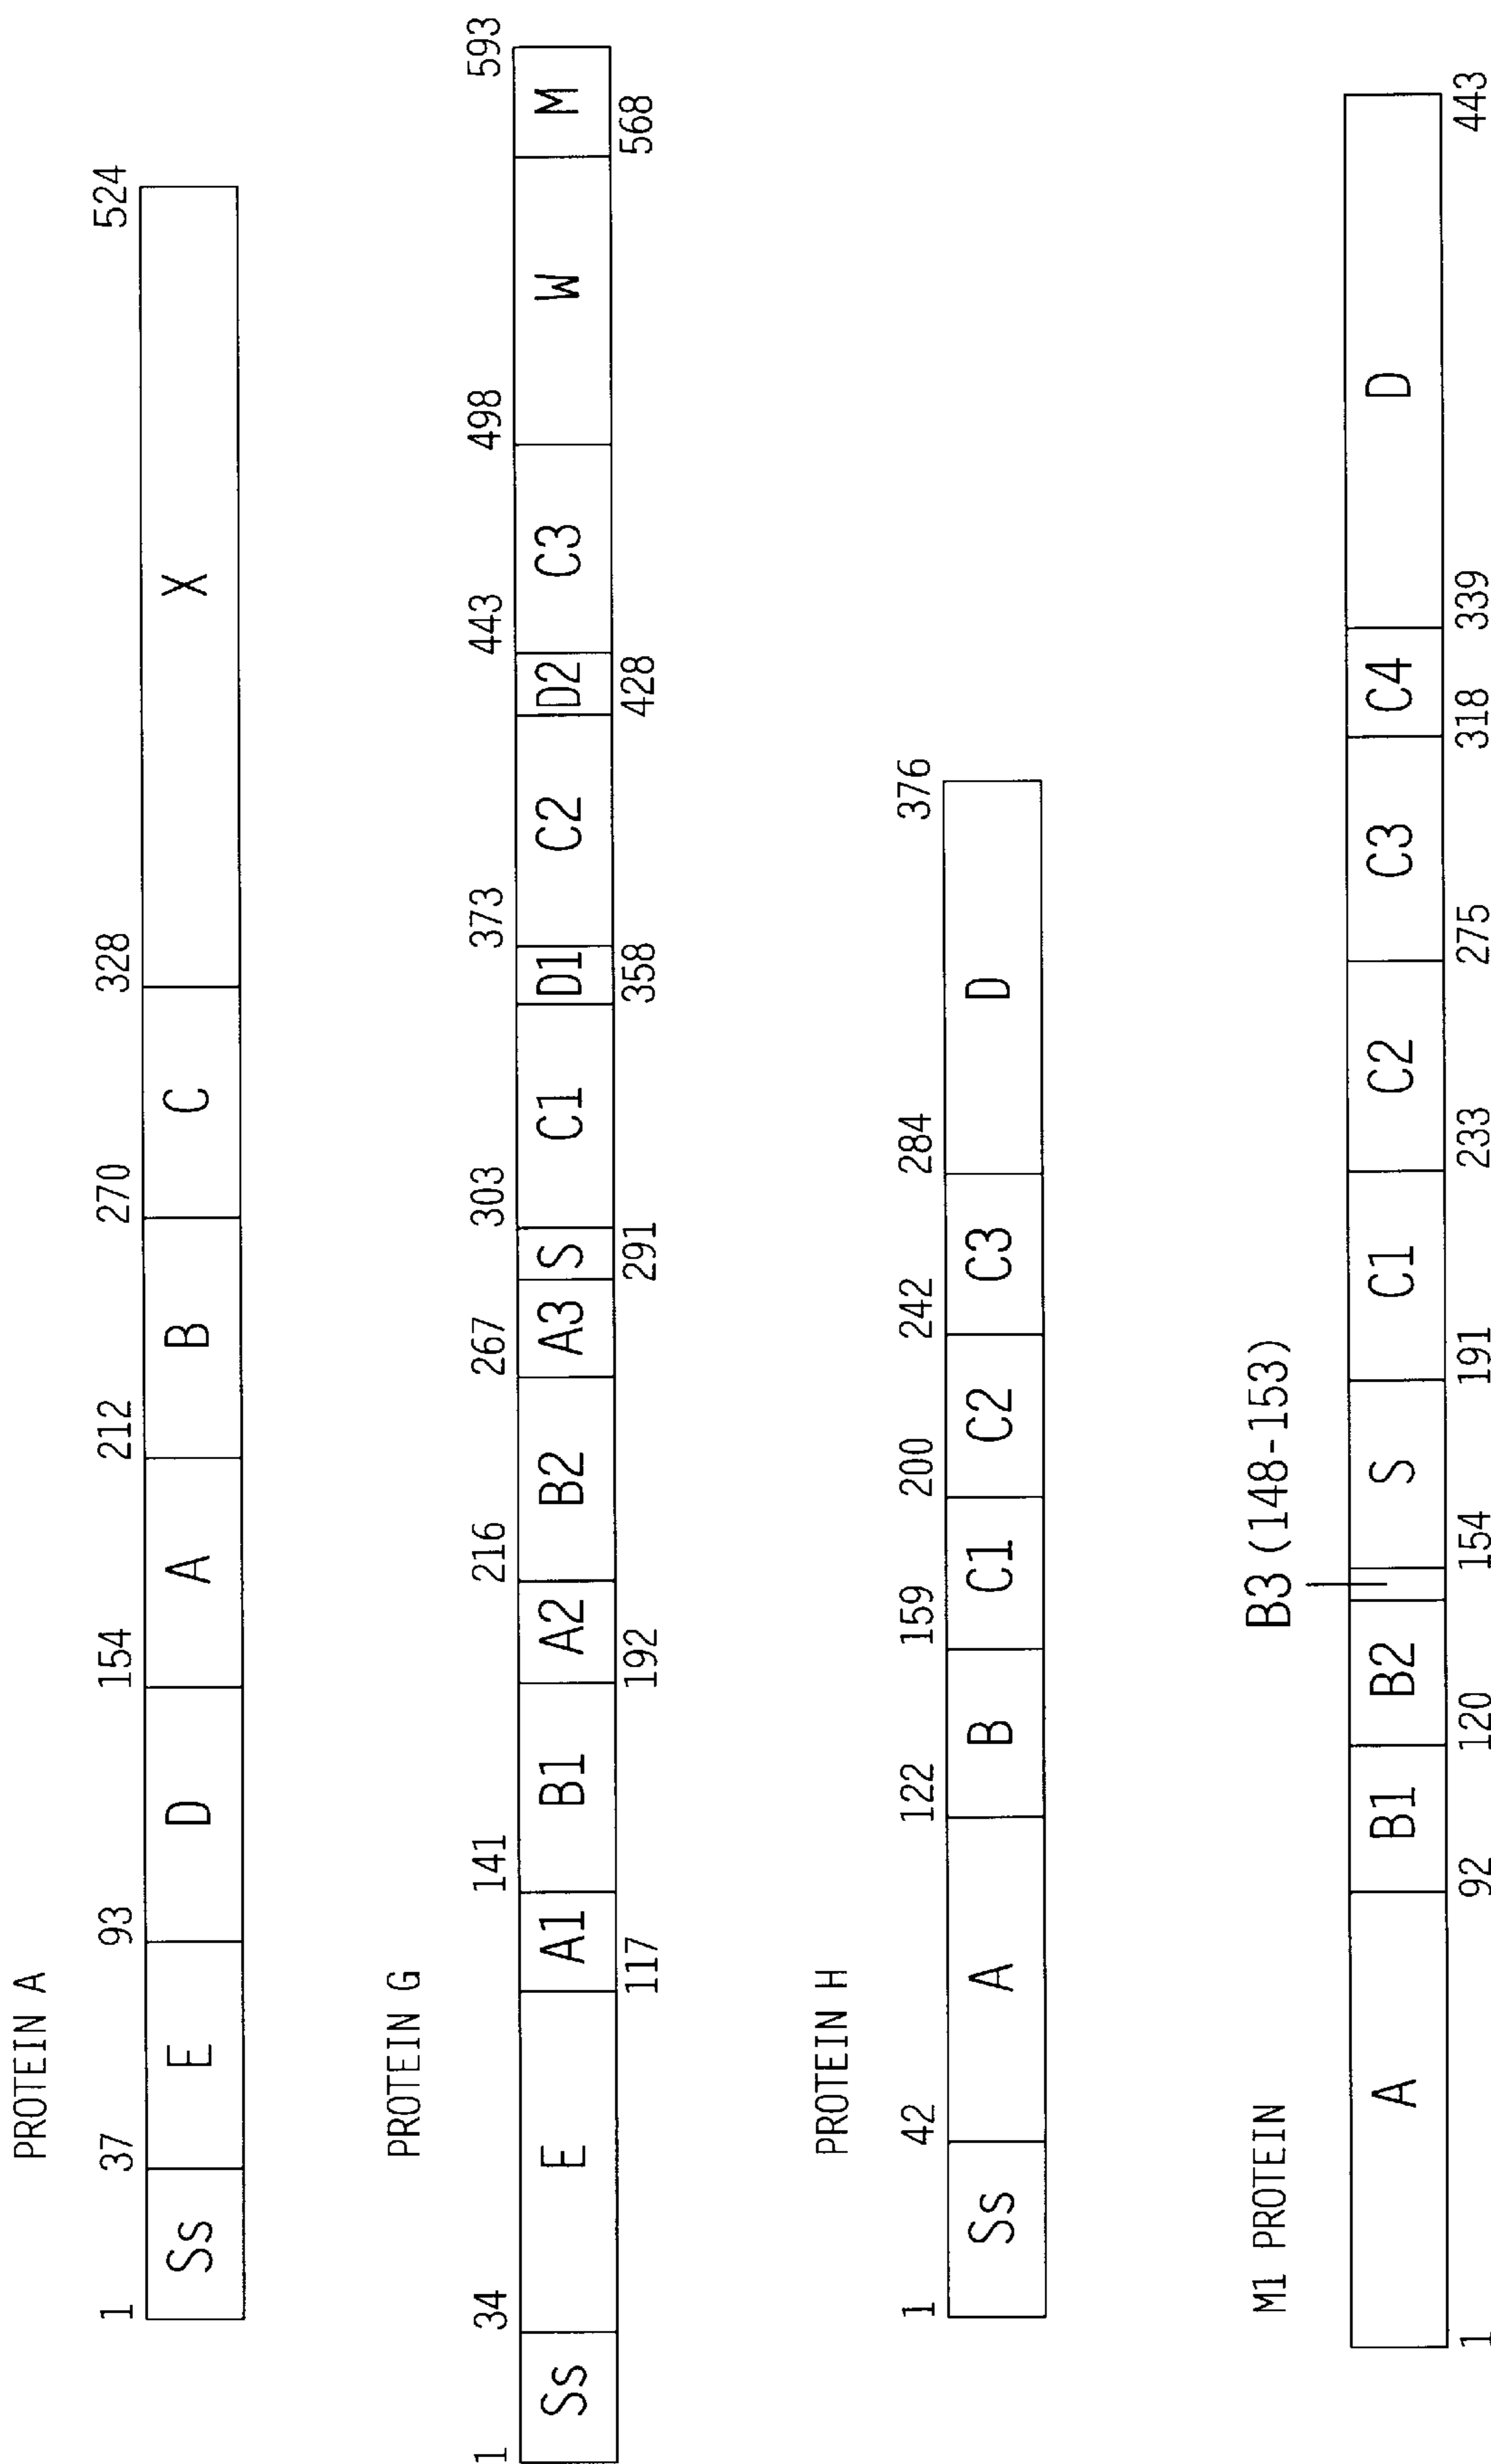 PROTEIN A
1 37 93 154 212 270 328 524
Ss E D A B C X
PROTEIN G
1 34 141 216 267 303 373 443 498 593
Ss E A1 B1 A2 B2 A3 S C1 D1 C2 D2 C3 W M
117 192 291 358 428 568
PROTEIN H
1 42 122 159 200 242 284 376
Ss A B C1 C2 C3 D
M1 PROTEIN
B3 (148-153)
A B1 B2 S C1 C2 C3 C4 D
1 92 120 154 191 233 275 318 339 443